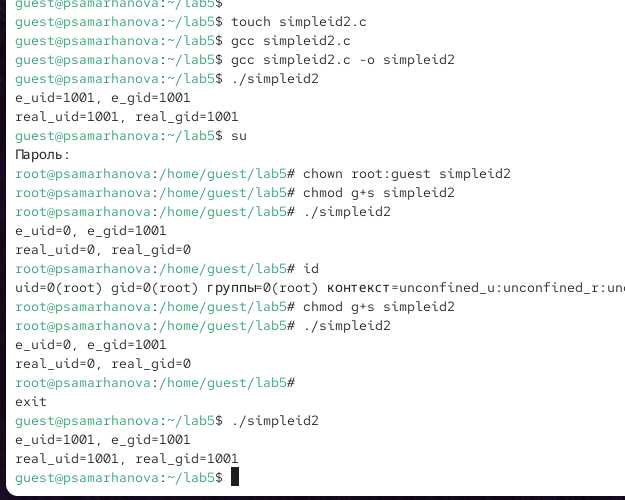 guest@psamarhanova:~/lab5$
guest@psamarhanova:~/lab5$ touch simpleid2.c
guest@psamarhanova:~/lab5$ gcc simpleid2.c
guest@psamarhanova:~/lab5$ gcc simpleid2.c -o simpleid2
guest@psamarhanova:~/lab5$ ./simpleid2
e_uid=1001, e_gid=1001
real_uid=1001, real_gid=1001
guest@psamarhanova:~/lab5$ su
Пароль:
root@psamarhanova:/home/guest/lab5# chown root:guest simpleid2
root@psamarhanova:/home/guest/lab5# chmod g+s simpleid2
root@psamarhanova:/home/guest/lab5# ./simpleid2
e_uid=0, e_gid=1001
real_uid=0, real_gid=0
root@psamarhanova:/home/guest/lab5# id
uid=0(root) gid=0(root) группы=0(root) контекст=unconfined_u:unconfined_r:unc
root@psamarhanova:/home/guest/lab5# chmod g+s simpleid2
root@psamarhanova:/home/guest/lab5# ./simpleid2
e_uid=0, e_gid=1001
real_uid=0, real_gid=0
root@psamarhanova:/home/guest/lab5#
exit
guest@psamarhanova:~/lab5$ ./simpleid2
e_uid=1001, e_gid=1001
real_uid=1001, real_gid=1001
guest@psamarhanova:~/lab5$